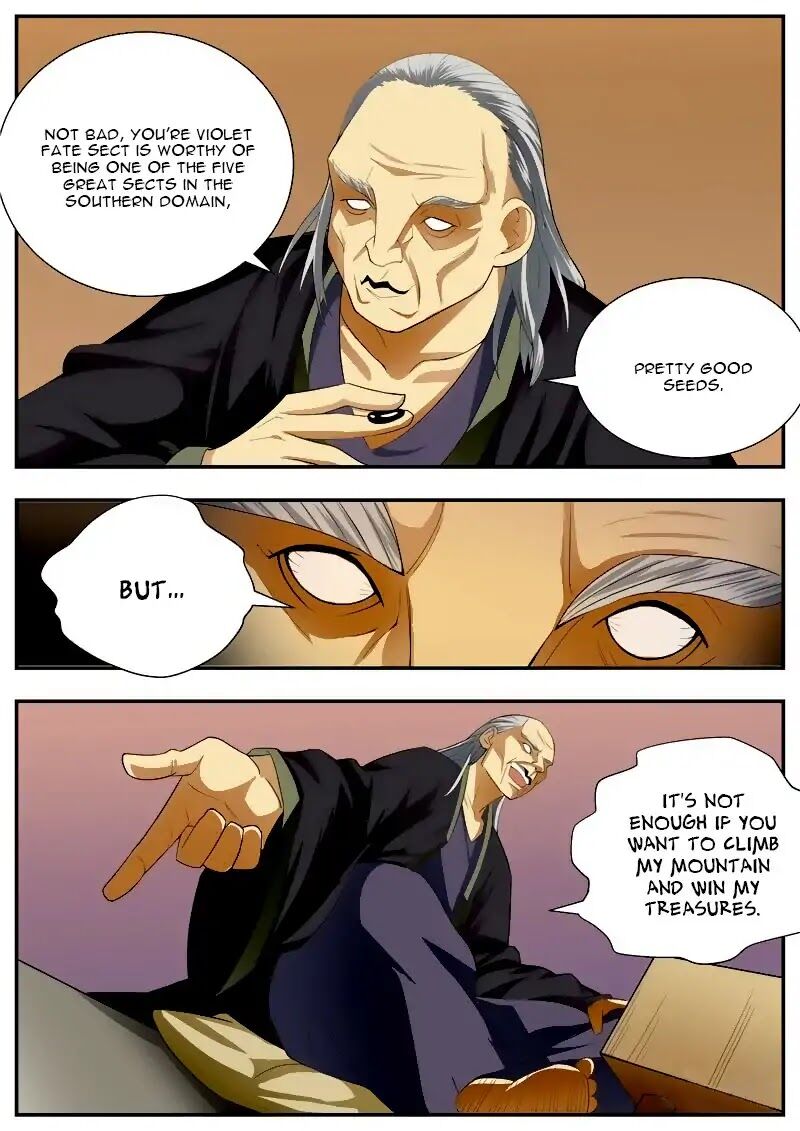 NOT BAD, YOU'RE VIOLET
FATE SECT IS WORTHY OF
BEING ONE OF THE FIVE
GREAT SECTS IN THE
SOUTHERN DOMAIN,
PRETTY GOOD
SEEDS.
BUT...
IT'S NOT
ENOUGH IF YOU
WANT TO CLIMB
MY MOUNTAIN
AND WIN MY
TREASURES.